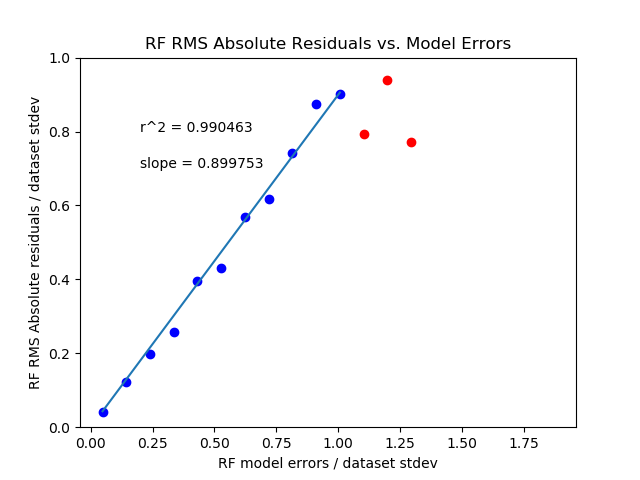 RF RMS Absolute Residuals vs. Model Errors
1.0
0.8
0.6
0.4
0.2
0.0
RF RMS Absolute residuals / dataset stdev
r^2 = 0.990463
slope = 0.899753
0.00 0.25 0.50 0.75 1.00 1.25 1.50 1.75
RF model errors / dataset stdev